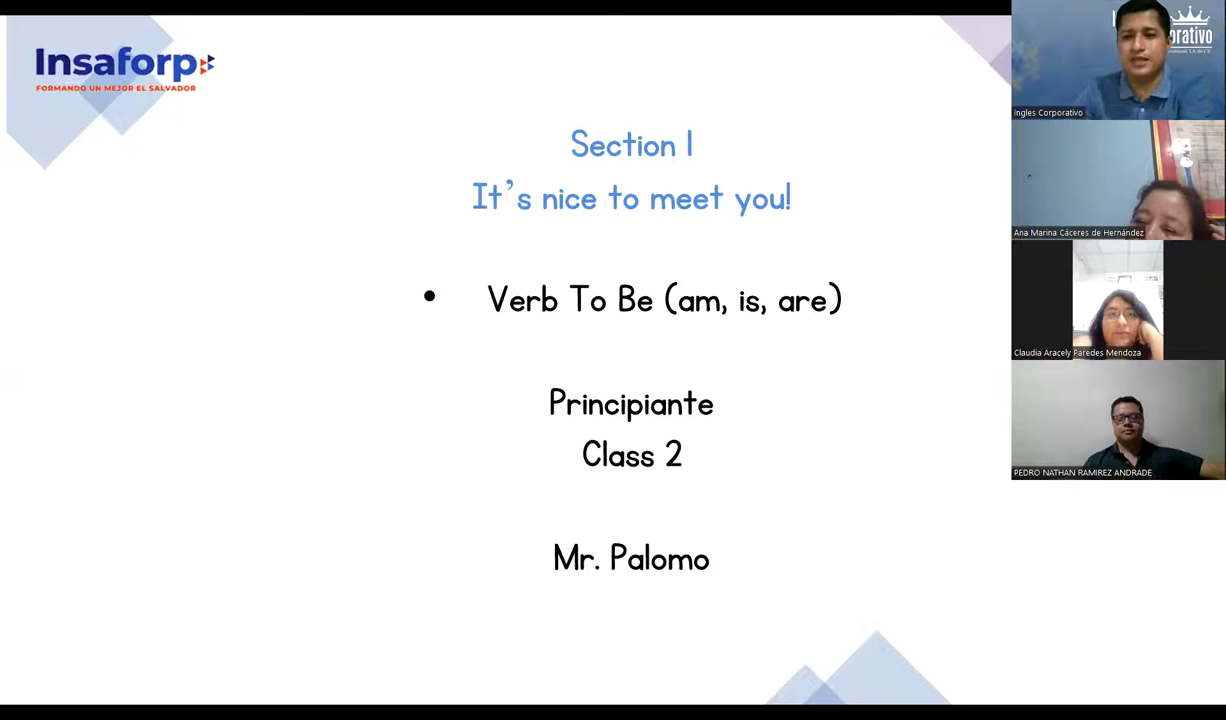 Insaforp
FORMANDO UN MEJOR EL SALVADOR
Section 1
It's nice to meet you!
• Verb To Be (am, is, are)
Principiante
Class 2
Mr. Palomo
orativo
Ingles Corporativo
Ana Marina Cáceres de Hernández
Claudia Aracely Paredes Mendoza
PEDRO NATHAN RAMIREZ ANDRADE